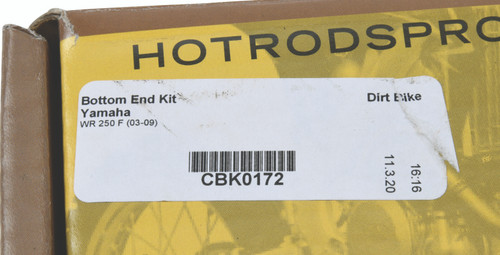 HOTRODSPRO
Bottom End Kit
Dirt Bike
Yamaha
WR 250 F (03-09)
CBK0172
16:16
11.3.20